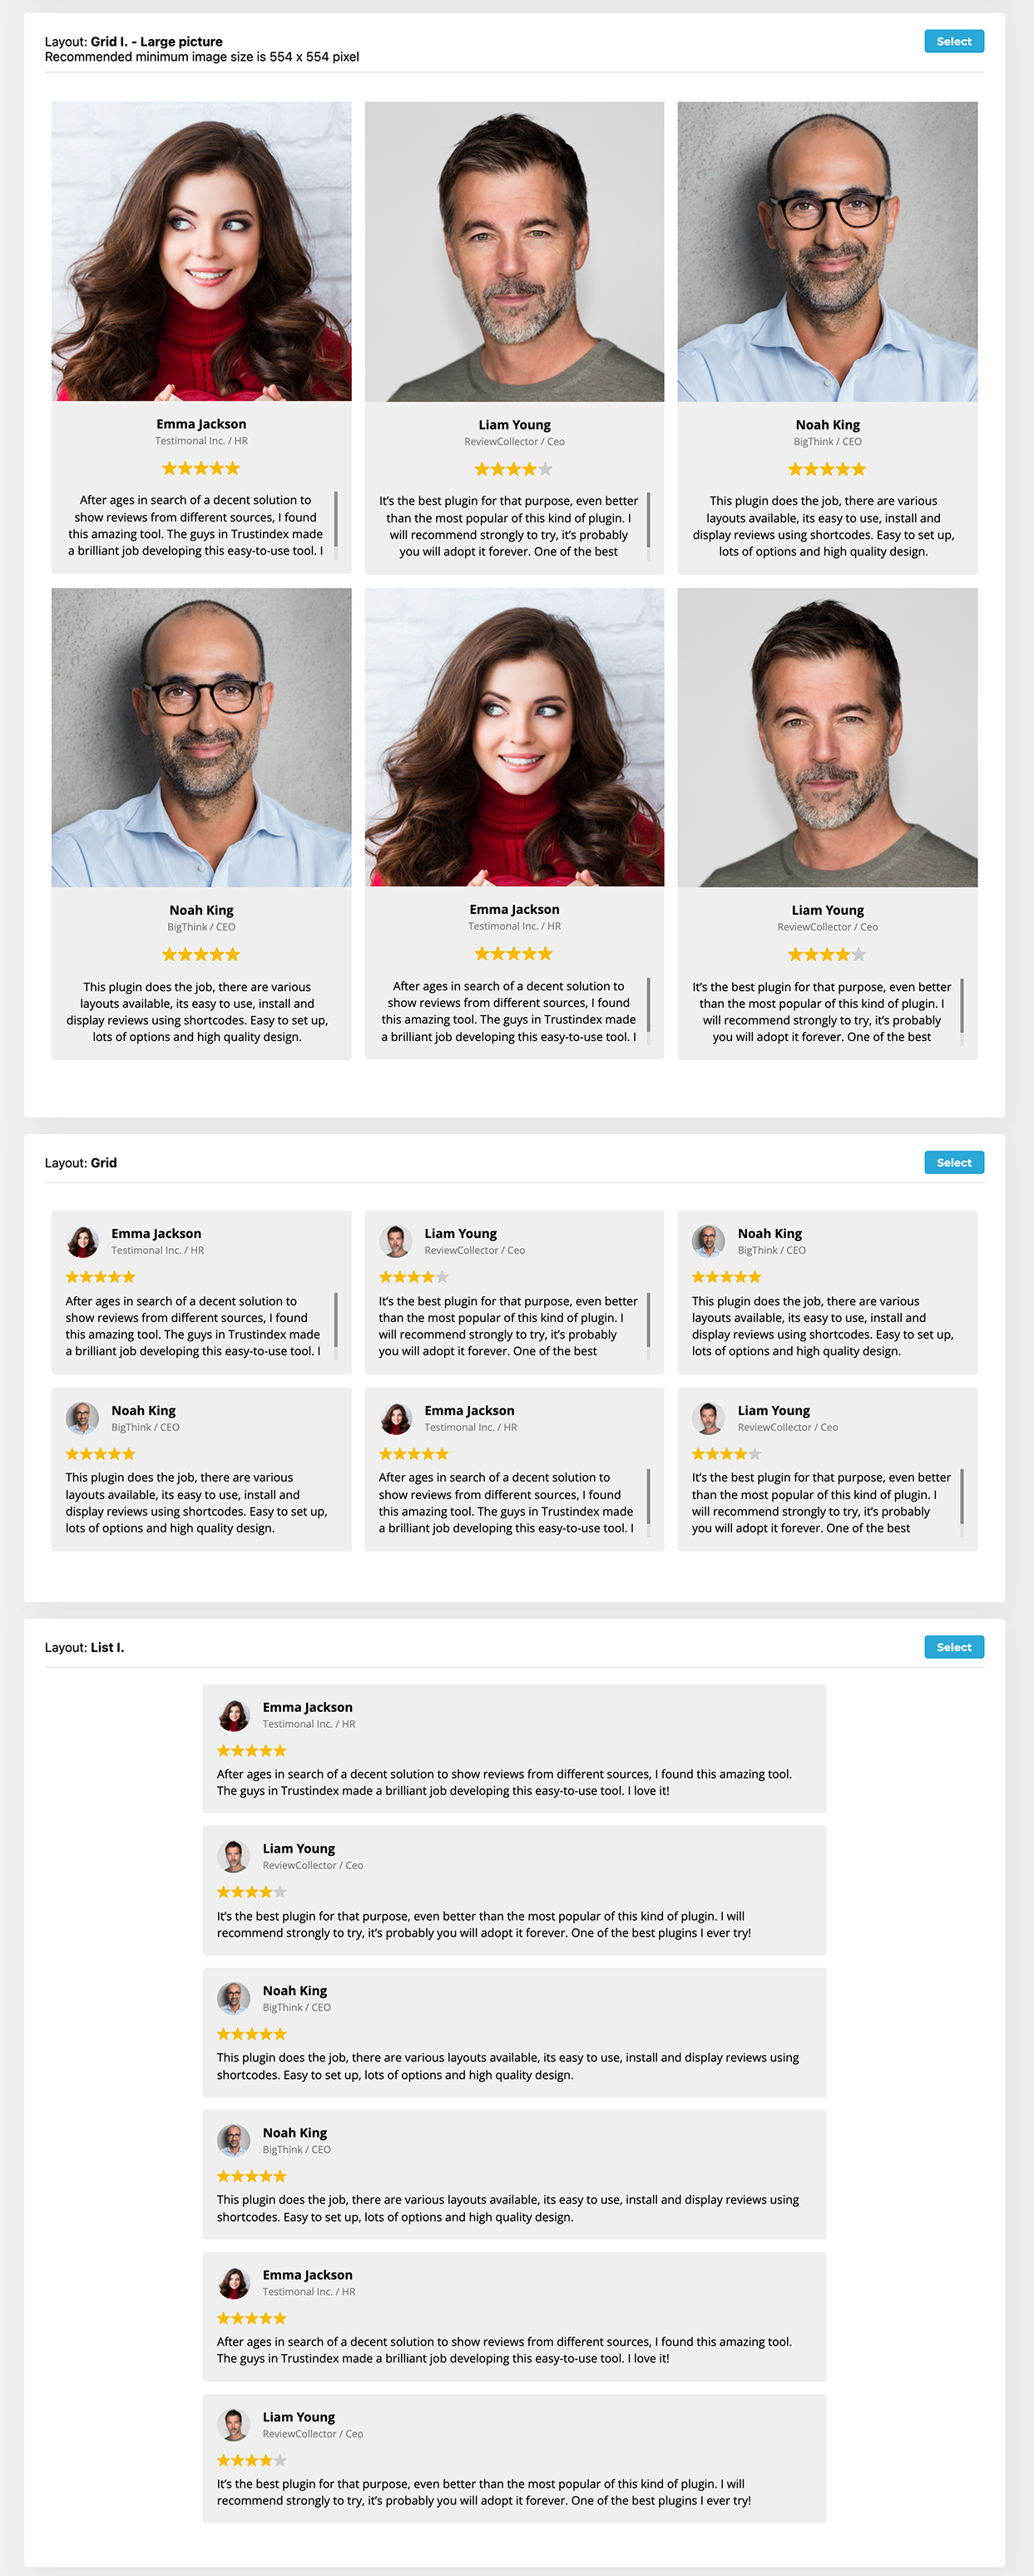 Layout: Grid I. - Large picture
Select
Recommended minimum image size is 554 x 554 pixel
Emma Jackson
Testimonal Inc. / HR
After ages in search of a decent solution to
show reviews from different sources, I found
this amazing tool. The guys in Trustindex made
a brilliant job developing this easy-to-use tool. I
Liam Young
ReviewCollector / Ceo
It's the best plugin for that purpose, even better
than the most popular of this kind of plugin. I
will recommend strongly to try, it's probably
you will adopt it forever. One of the best
Noah King
BigThink / CEO
This plugin does the job, there are various
layouts available, its easy to use, install and
display reviews using shortcodes. Easy to set up,
lots of options and high quality design.
Noah King
BigThink / CEO
This plugin does the job, there are various
layouts available, its easy to use, install and
display reviews using shortcodes. Easy to set up,
lots of options and high quality design.
Emma Jackson
Testimonal Inc. / HR
After ages in search of a decent solution to
show reviews from different sources, I found
this amazing tool. The guys in Trustindex made
a brilliant job developing this easy-to-use tool. I
Liam Young
ReviewCollector / Ceo
It's the best plugin for that purpose, even better
than the most popular of this kind of plugin. I
will recommend strongly to try, it's probably
you will adopt it forever. One of the best
Layout: Grid
Select
Emma Jackson
Testimonal Inc. / HR
After ages in search of a decent solution to
show reviews from different sources, I found
this amazing tool. The guys in Trustindex made
a brilliant job developing this easy-to-use tool. I
Liam Young
ReviewCollector / Ceo
It's the best plugin for that purpose, even better
than the most popular of this kind of plugin. I
will recommend strongly to try, it's probably
you will adopt it forever. One of the best
Noah King
BigThink / CEO
This plugin does the job, there are various
layouts available, its easy to use, install and
display reviews using shortcodes. Easy to set up,
lots of options and high quality design.
Noah King
BigThink / CEO
This plugin does the job, there are various
layouts available, its easy to use, install and
display reviews using shortcodes. Easy to set up,
lots of options and high quality design.
Emma Jackson
Testimonal Inc. / HR
After ages in search of a decent solution to
show reviews from different sources, I found
this amazing tool. The guys in Trustindex made
a brilliant job developing this easy-to-use tool. I
Liam Young
ReviewCollector / Ceo
It's the best plugin for that purpose, even better
than the most popular of this kind of plugin. I
will recommend strongly to try, it's probably
you will adopt it forever. One of the best
Layout: List I.
Select
Emma Jackson
Testimonal Inc. / HR
After ages in search of a decent solution to show reviews from different sources, I found this amazing tool.
The guys in Trustindex made a brilliant job developing this easy-to-use tool. I love it!
Liam Young
ReviewCollector / Ceo
It's the best plugin for that purpose, even better than the most popular of this kind of plugin. I will
recommend strongly to try, it's probably you will adopt it forever. One of the best plugins I ever try!
Noah King
BigThink / CEO
This plugin does the job, there are various layouts available, its easy to use, install and display reviews using
shortcodes. Easy to set up, lots of options and high quality design.
Noah King
BigThink / CEO
This plugin does the job, there are various layouts available, its easy to use, install and display reviews using
shortcodes. Easy to set up, lots of options and high quality design.
Emma Jackson
Testimonal Inc. / HR
After ages in search of a decent solution to show reviews from different sources, I found this amazing tool.
The guys in Trustindex made a brilliant job developing this easy-to-use tool. I love it!
Liam Young
ReviewCollector / Ceo
It's the best plugin for that purpose, even better than the most popular of this kind of plugin. I will
recommend strongly to try, it's probably you will adopt it forever. One of the best plugins I ever try!